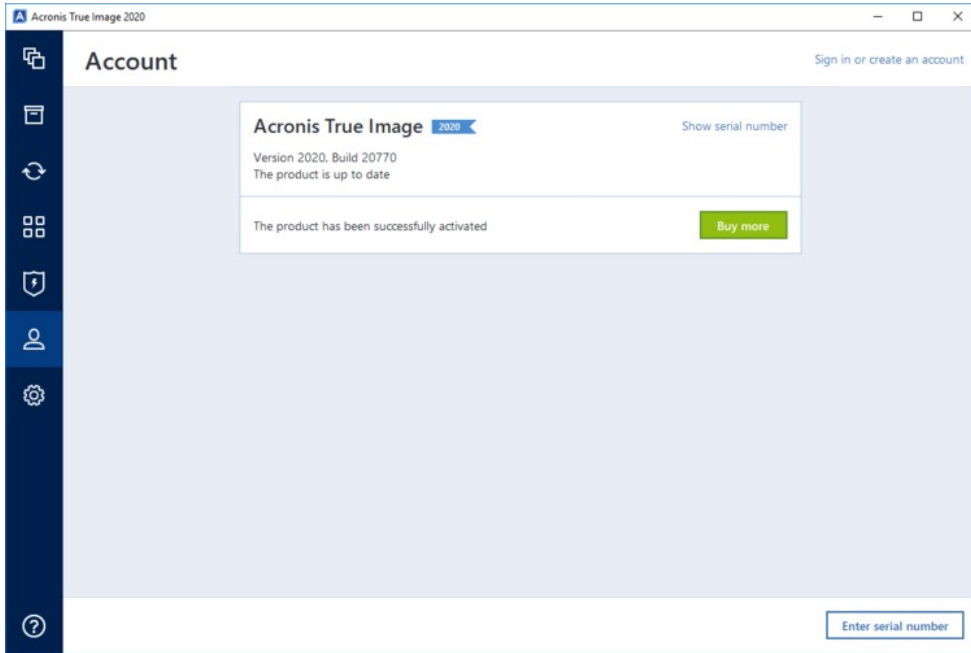 Acronis True Image 2020
Account
Sign in or create an account
Acronis True Image 2020
Show serial number
Version 2020, Build 20770
The product is up to date
The product has been successfully activated
Buy more
Enter serial number